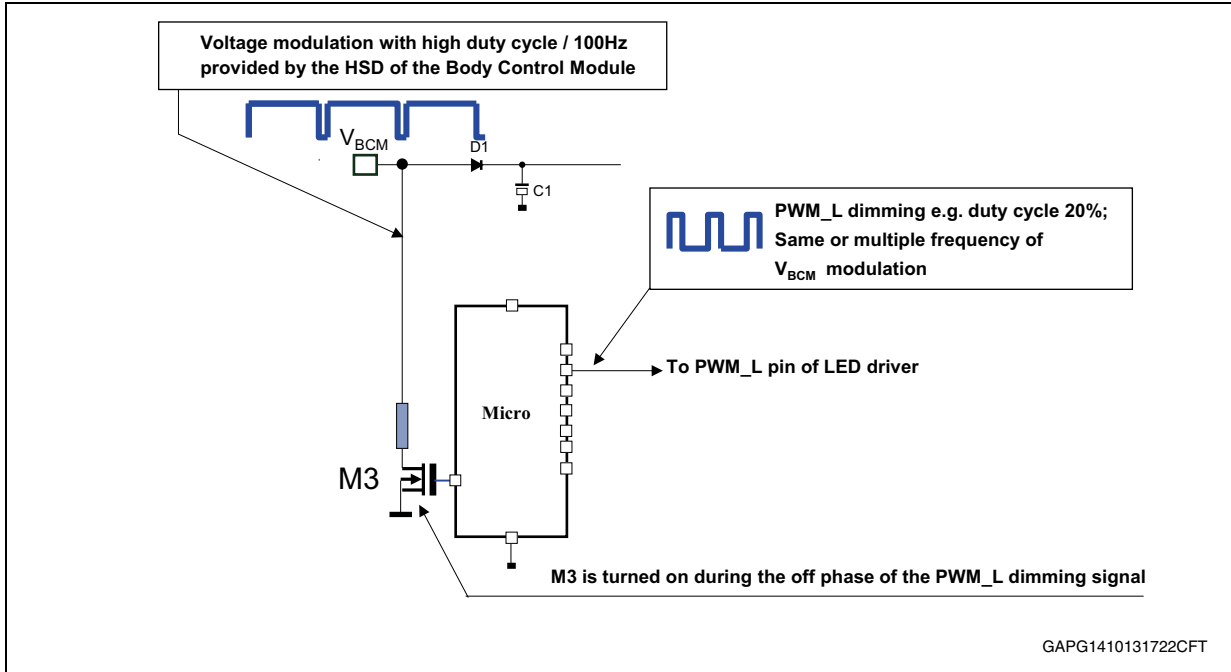 Voltage modulation with high duty cycle / 100Hz
provided by the HSD of the Body Control Module
VBCM
D1
C1
PWM_L dimming e.g. duty cycle 20%;
Same or multiple frequency of
VBCM modulation
To PWM_L pin of LED driver
Micro
M3
M3 is turned on during the off phase of the PWM_L dimming signal
GAPG1410131722CFT